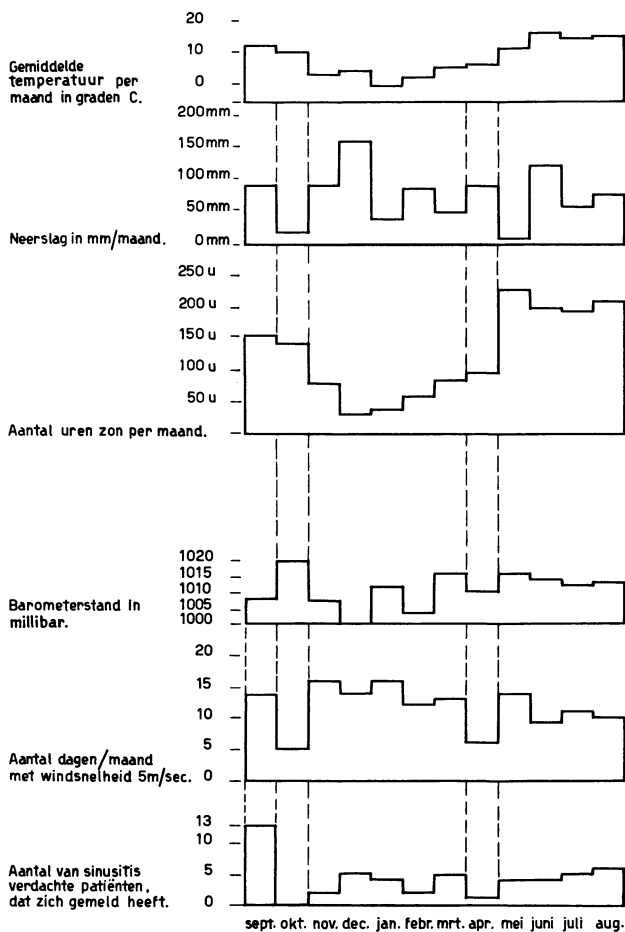 20
10
0
Gemiddelde
temperatuur per
maand in graden C.
200mm
150mm
100mm
50mm
0mm
Neerslag in mm/maand.
250 u
200 u
150 u
100 u
50 u
Aantal uren zon per maand.
1020
1015
1010
1005
1000
Barometerstand in
millibar.
20
15
10
5
0
Aantal dagen/maand
met windsnelheid 5m/sec.
13
10
5
0
Aantal van sinusitis
verdachte patiënten,
dat zich gemeld heeft.
sept. okt. nov. dec. jan. febr. mrt. apr. mei juni juli aug.